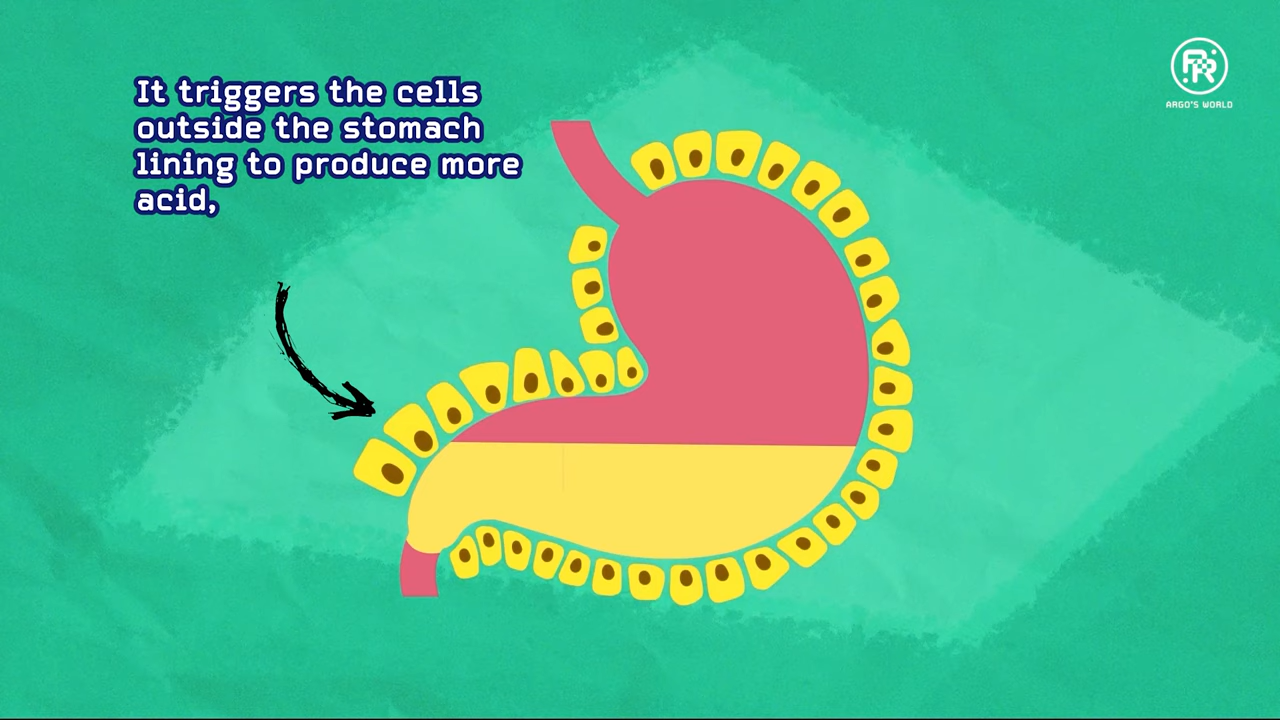 It triggers the cells
outside the stomach
lining to produce more
acid,
ARGO'S WORLD